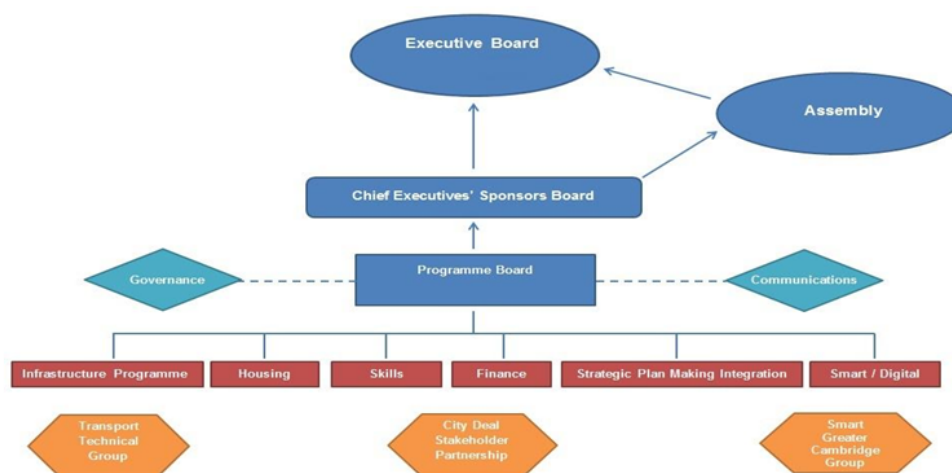 Executive Board
Assembly
Chief Executives' Sponsors Board
Programme Board
Governance
Communications
Infrastructure Programme
Housing
Skills
Finance
Strategic Plan Making Integration
Smart / Digital
Transport
Technical
Group
City Deal
Stakeholder
Partnership
Smart
Greater
Cambridge
Group